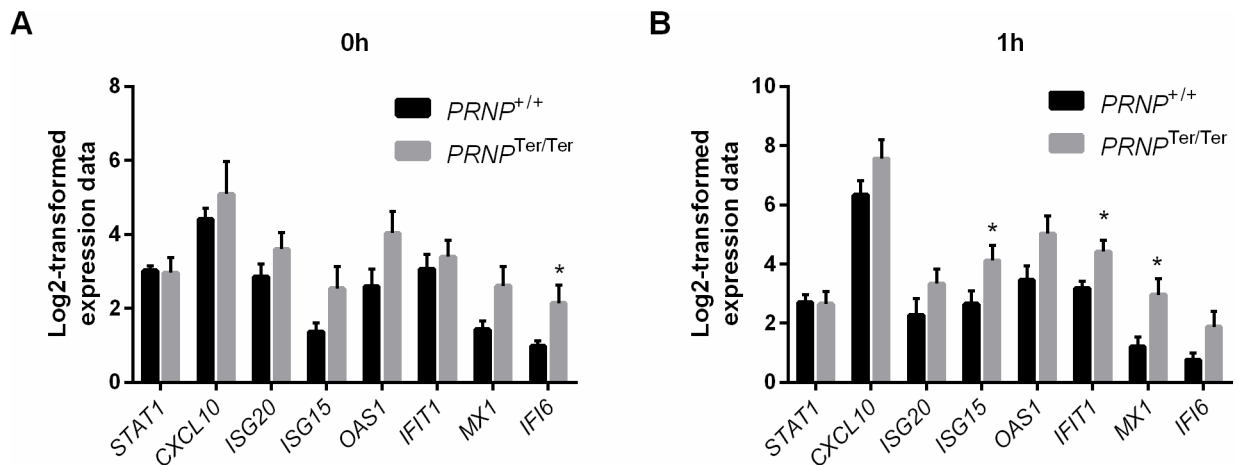 A
0h
Log2-transformed
expression data
8
6
4
2
0
PRNP+/+
PRNPTer/Ter
*
STAT1
CXCL10
ISG20
ISG15
OAS1
IFIT1
MX1
IFI6
B
1h
Log2-transformed
expression data
10
8
6
4
2
0
PRNP+/+
PRNPTer/Ter
*
*
*
STAT1
CXCL10
ISG20
ISG15
OAS1
IFIT1
MX1
IFI6